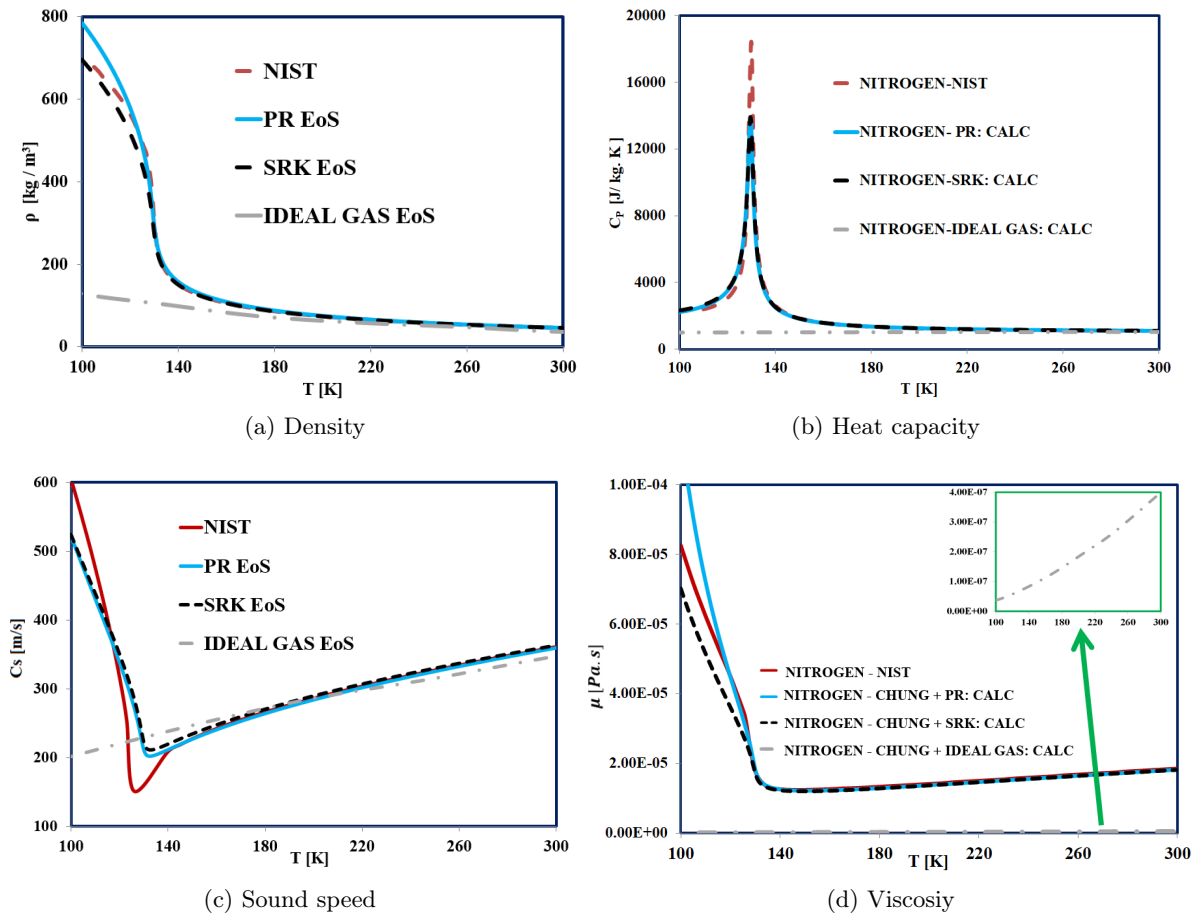 800
600
400
200
0
ρ [kg / m³]
NIST
PR EoS
SRK EoS
IDEAL GAS EoS
100 140 180 220 260 300
T [K]
(a) Density
20000
16000
12000
8000
4000
0
C_P [J/ kg. K]
NITROGEN-NIST
NITROGEN- PR: CALC
NITROGEN-SRK: CALC
NITROGEN-IDEAL GAS: CALC
100 140 180 220 260 300
T [K]
(b) Heat capacity
600
500
400
300
200
100
Cs [m/s]
NIST
PR EoS
SRK EoS
IDEAL GAS EoS
100 140 180 220 260 300
T [K]
(c) Sound speed
1.00E-04
8.00E-05
6.00E-05
4.00E-05
2.00E-05
0.00E+00
μ [Pa. s]
4.00E-07
3.00E-07
2.00E-07
1.00E-07
0.00E+00
100 140 180 220 260 300
NITROGEN - NIST
NITROGEN - CHUNG + PR: CALC
NITROGEN - CHUNG + SRK: CALC
NITROGEN - CHUNG + IDEAL GAS: CALC
100 140 180 220 260 300
T [K]
(d) Viscosiy